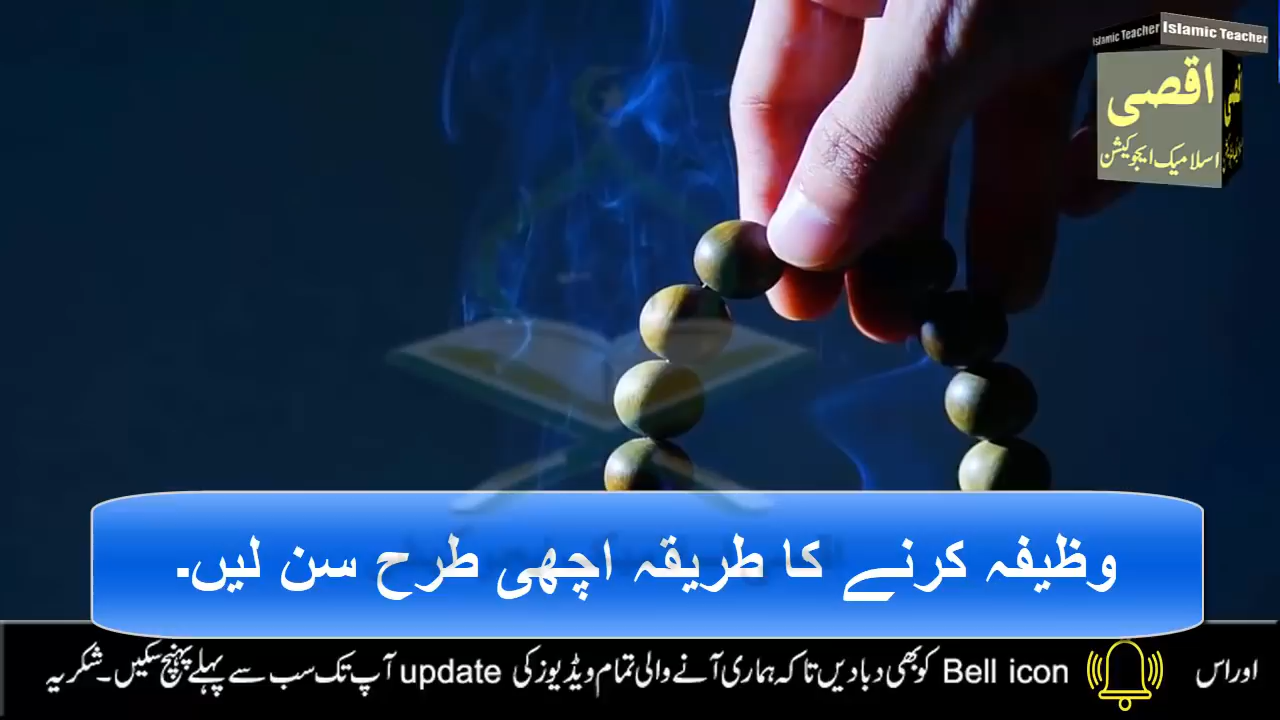 Islamic Teacher Islamic Teacher
اقصی
اسلامیک ایجوکیشن
وظیفہ کرنے کا طریقہ اچھی طرح سن لیں۔
اور اس Bell icon کو بھی دبا دیں تاکہ ہماری آنے والی تمام ویڈیوز کی update آپ تک سب سے پہلے پہنچ سکیں۔ شکریہ